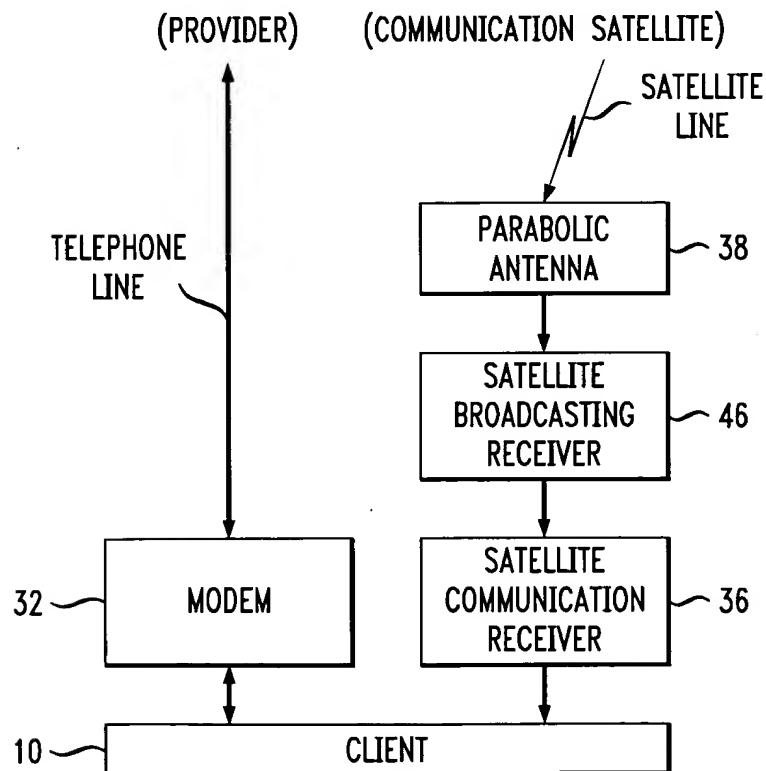 (PROVIDER)
(COMMUNICATION SATELLITE)
SATELLITE
LINE
PARABOLIC
ANTENNA
38
TELEPHONE
LINE
SATELLITE
BROADCASTING
RECEIVER
46
32
MODEM
SATELLITE
COMMUNICATION
RECEIVER
36
10
CLIENT